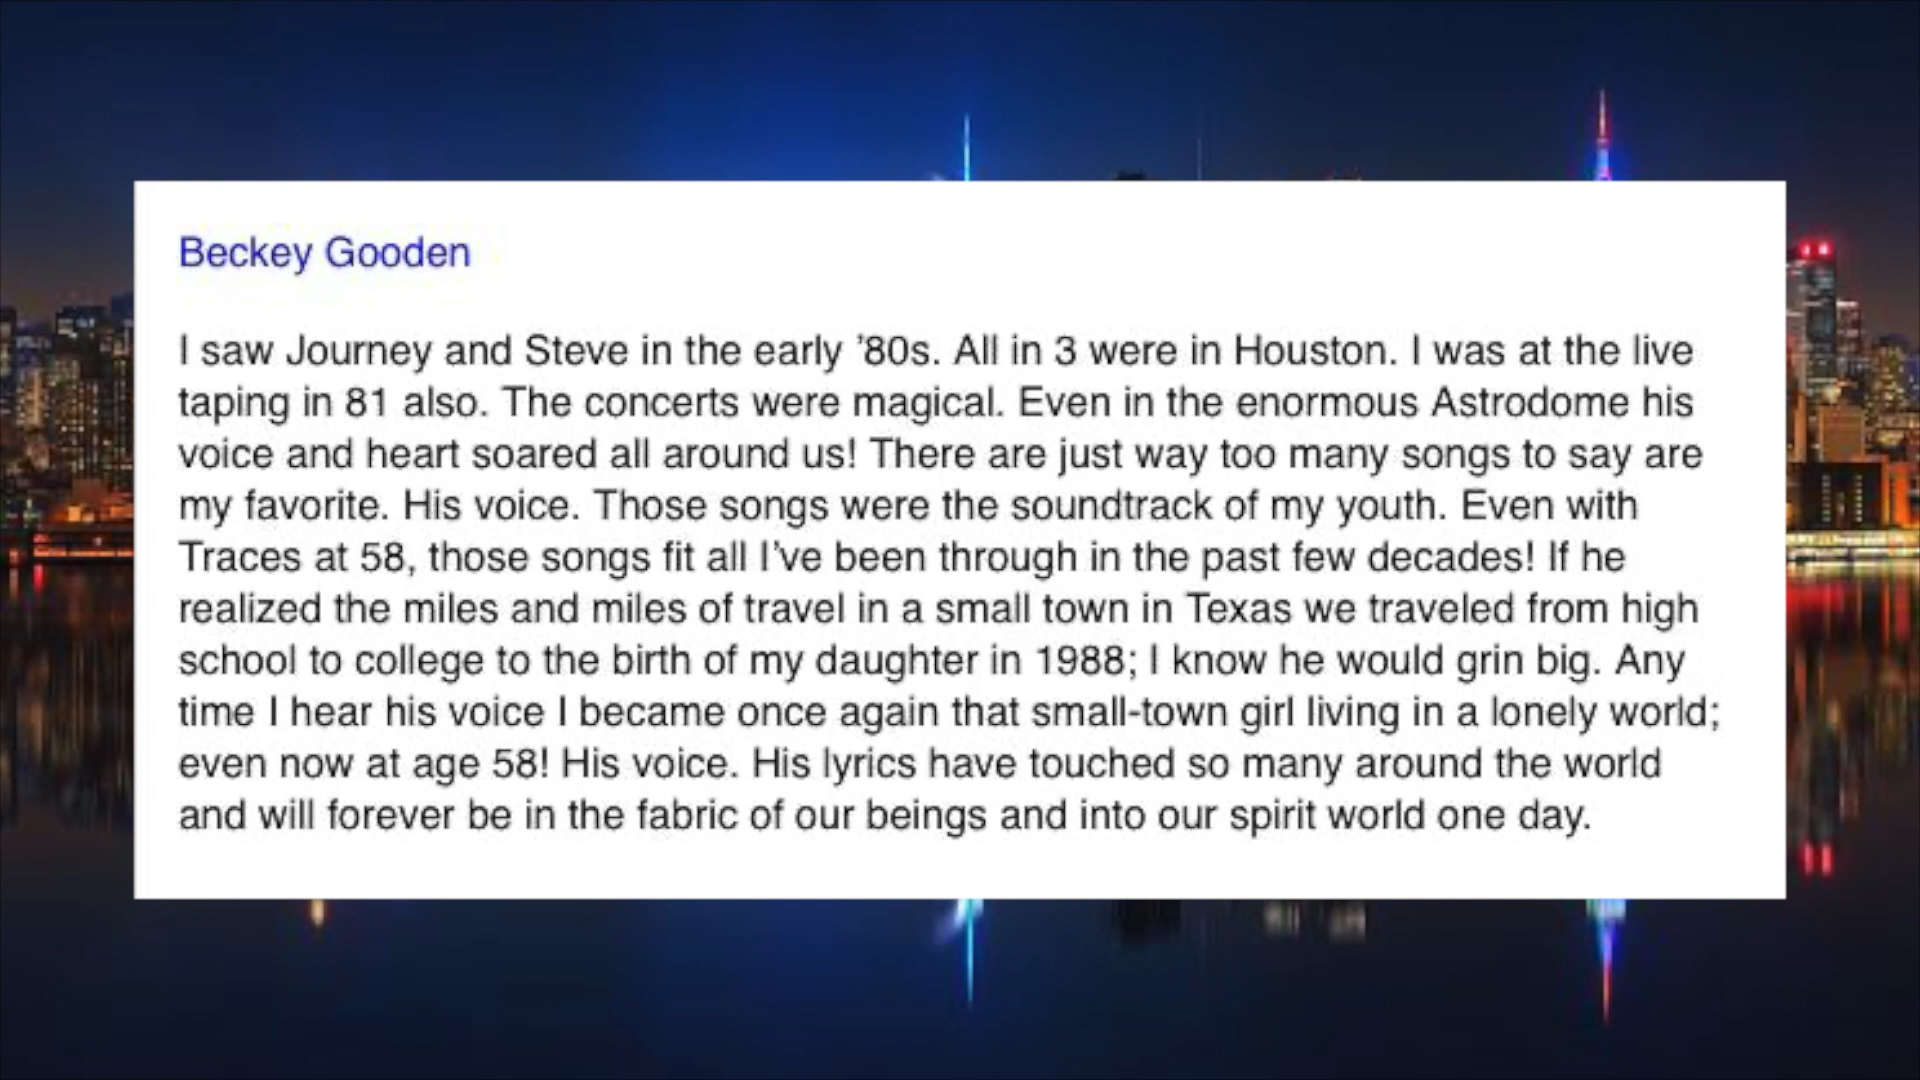 Beckey Gooden
I saw Journey and Steve in the early '80s. All in 3 were in Houston. I was at the live
taping in 81 also. The concerts were magical. Even in the enormous Astrodome his
voice and heart soared all around us! There are just way too many songs to say are
my favorite. His voice. Those songs were the soundtrack of my youth. Even with
Traces at 58, those songs fit all I've been through in the past few decades! If he
realized the miles and miles of travel in a small town in Texas we traveled from high
school to college to the birth of my daughter in 1988; I know he would grin big. Any
time I hear his voice I became once again that small-town girl living in a lonely world;
even now at age 58! His voice. His lyrics have touched so many around the world
and will forever be in the fabric of our beings and into our spirit world one day.